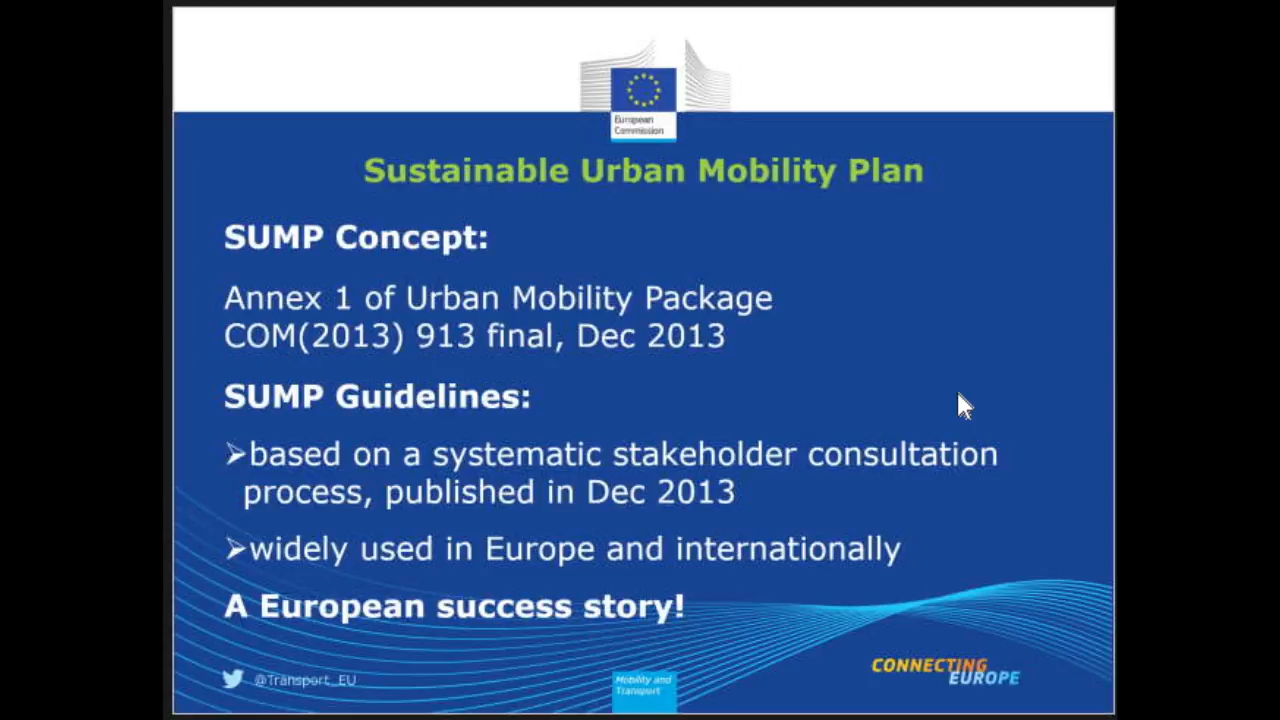 European
Commission
Sustainable Urban Mobility Plan
SUMP Concept:
Annex 1 of Urban Mobility Package
COM(2013) 913 final, Dec 2013
SUMP Guidelines:
➢based on a systematic stakeholder consultation
process, published in Dec 2013
➢widely used in Europe and internationally
A European success story!
@Transport_EU
Mobility and
Transport
CONNECTING
EUROPE